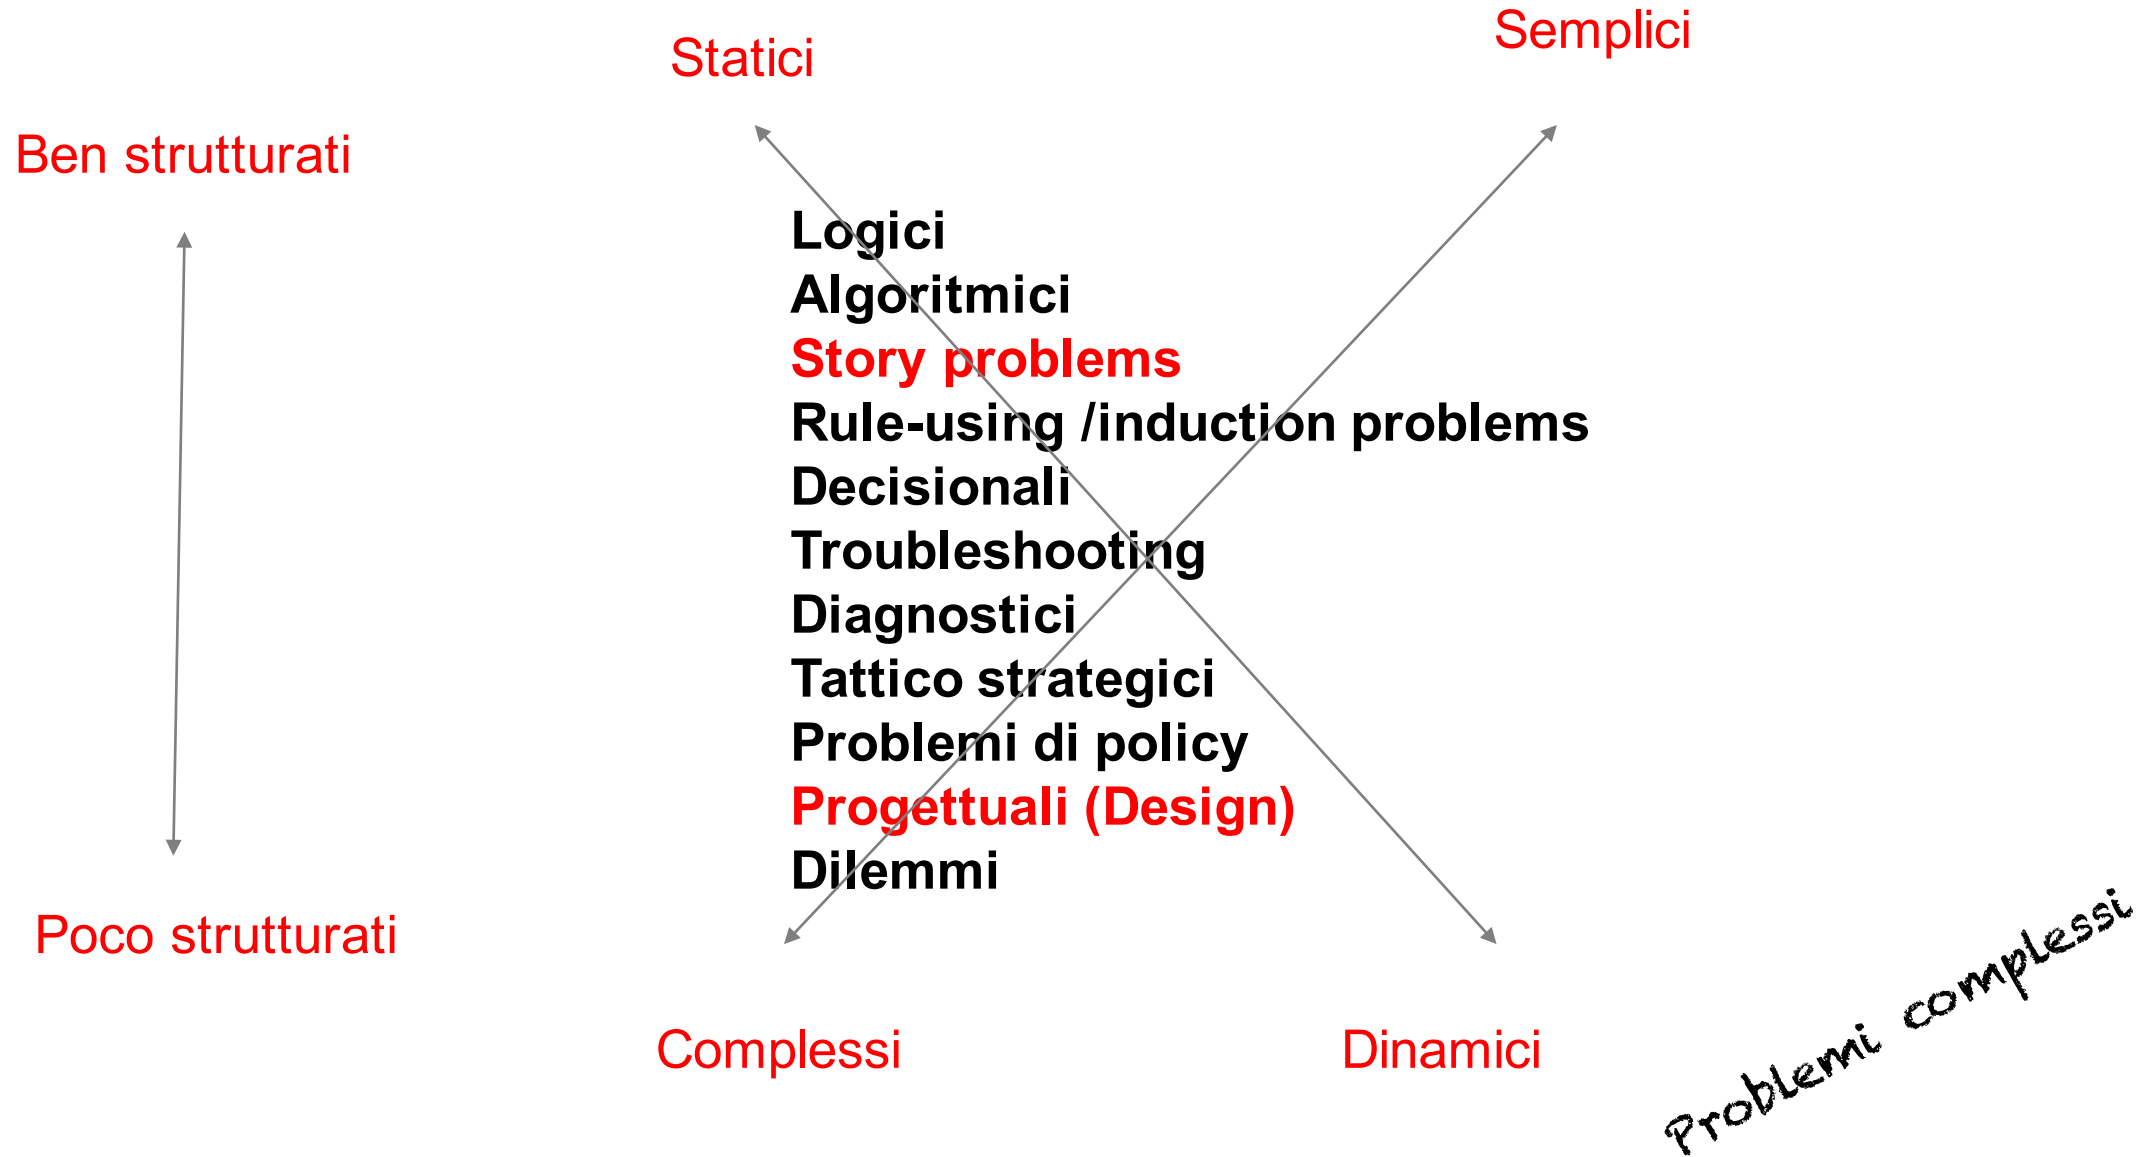 Semplici
Statici
Ben strutturati
Logici
Algoritmici
Story problems
Rule-using /induction problems
Decisionali
Troubleshooting
Diagnostici
Tattico strategici
Problemi di policy
Progettuali (Design)
Dilemmi
Poco strutturati
Complessi
Dinamici
Problemi complessi